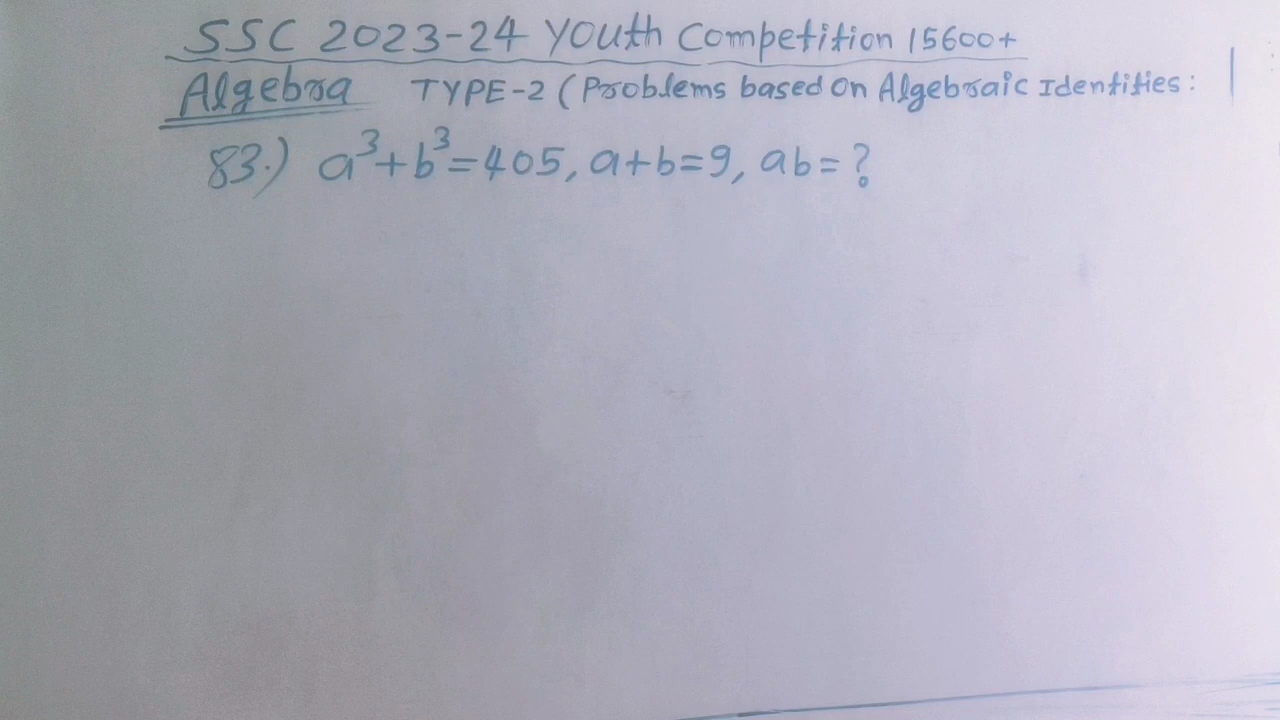 SSC 2023-24 Youth Competition 15600+
Algebra TYPE-2 (Problems based on Algebraic Identities:
83.) a³+b³=405, a+b=9, ab=?